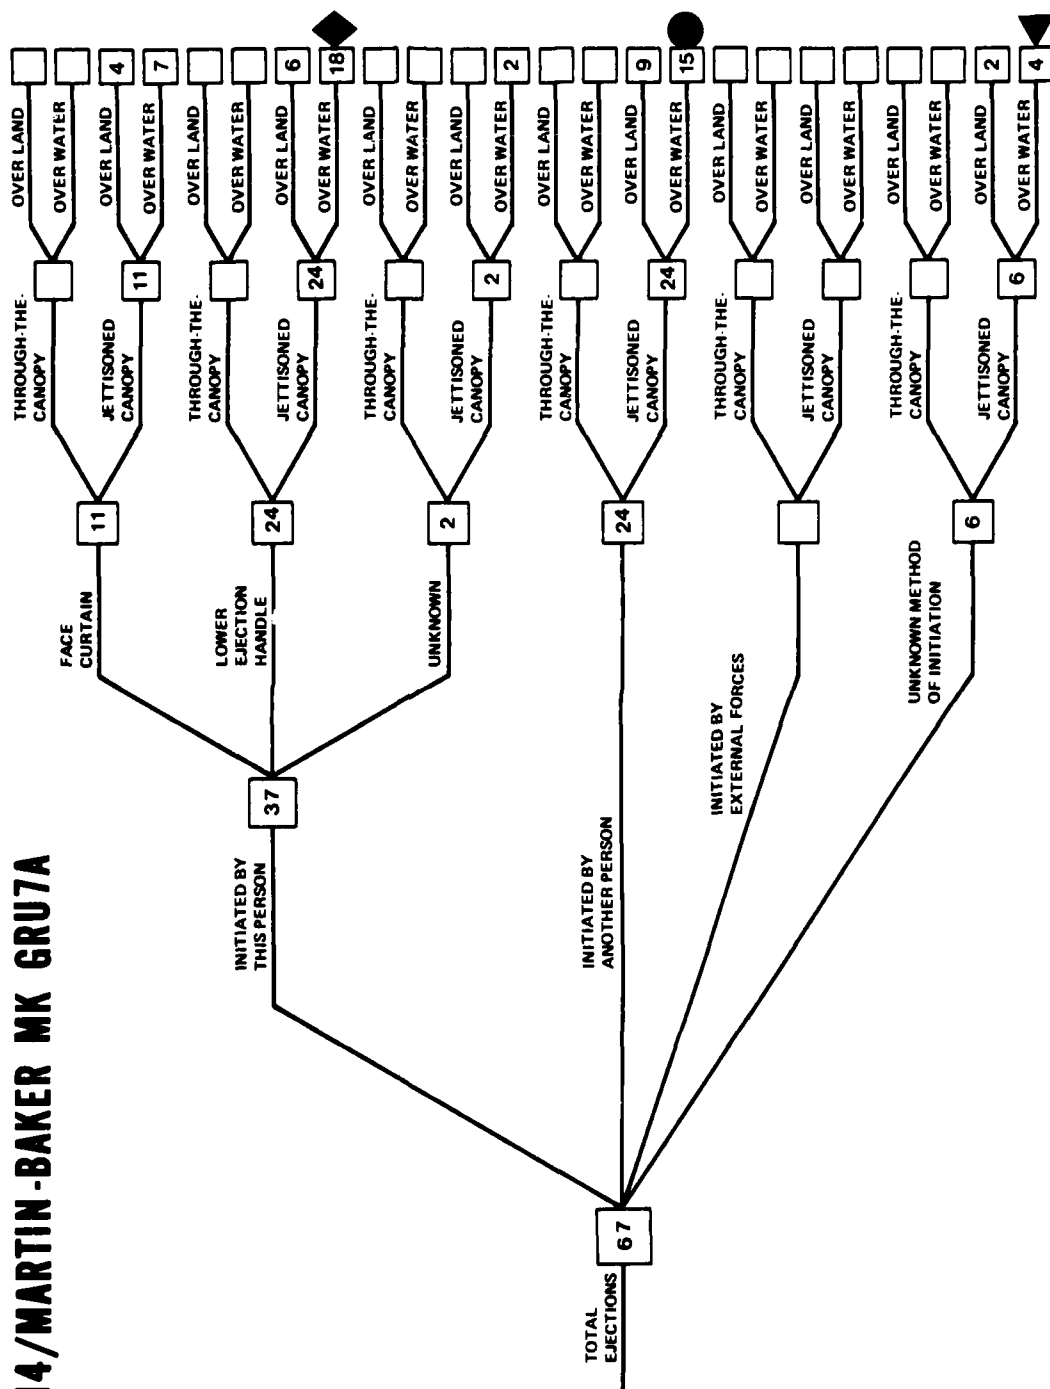 14/MARTIN-BAKER MK GRU7A
TOTAL
EJECTIONS
67
INITIATED BY
THIS PERSON
37
INITIATED BY
ANOTHER PERSON
INITIATED BY
EXTERNAL FORCES
UNKNOWN METHOD
OF INITIATION
FACE
CURTAIN
11
LOWER
EJECTION
HANDLE
24
UNKNOWN
2
24
6
THROUGH-THE-
CANOPY
JETTISONED
CANOPY
11
THROUGH-THE-
CANOPY
JETTISONED
CANOPY
24
THROUGH-THE-
CANOPY
JETTISONED
CANOPY
2
THROUGH-THE-
CANOPY
JETTISONED
CANOPY
24
THROUGH-THE-
CANOPY
JETTISONED
CANOPY
THROUGH-THE-
CANOPY
JETTISONED
CANOPY
6
OVER LAND
OVER WATER
OVER LAND 4
OVER WATER 7
OVER LAND
OVER WATER
OVER LAND 6
OVER WATER 18
OVER LAND
OVER WATER
OVER LAND
OVER WATER 2
OVER LAND
OVER WATER
OVER LAND 9
OVER WATER 15
OVER LAND
OVER WATER
OVER LAND
OVER WATER
OVER LAND
OVER WATER
OVER LAND 2
OVER WATER 4